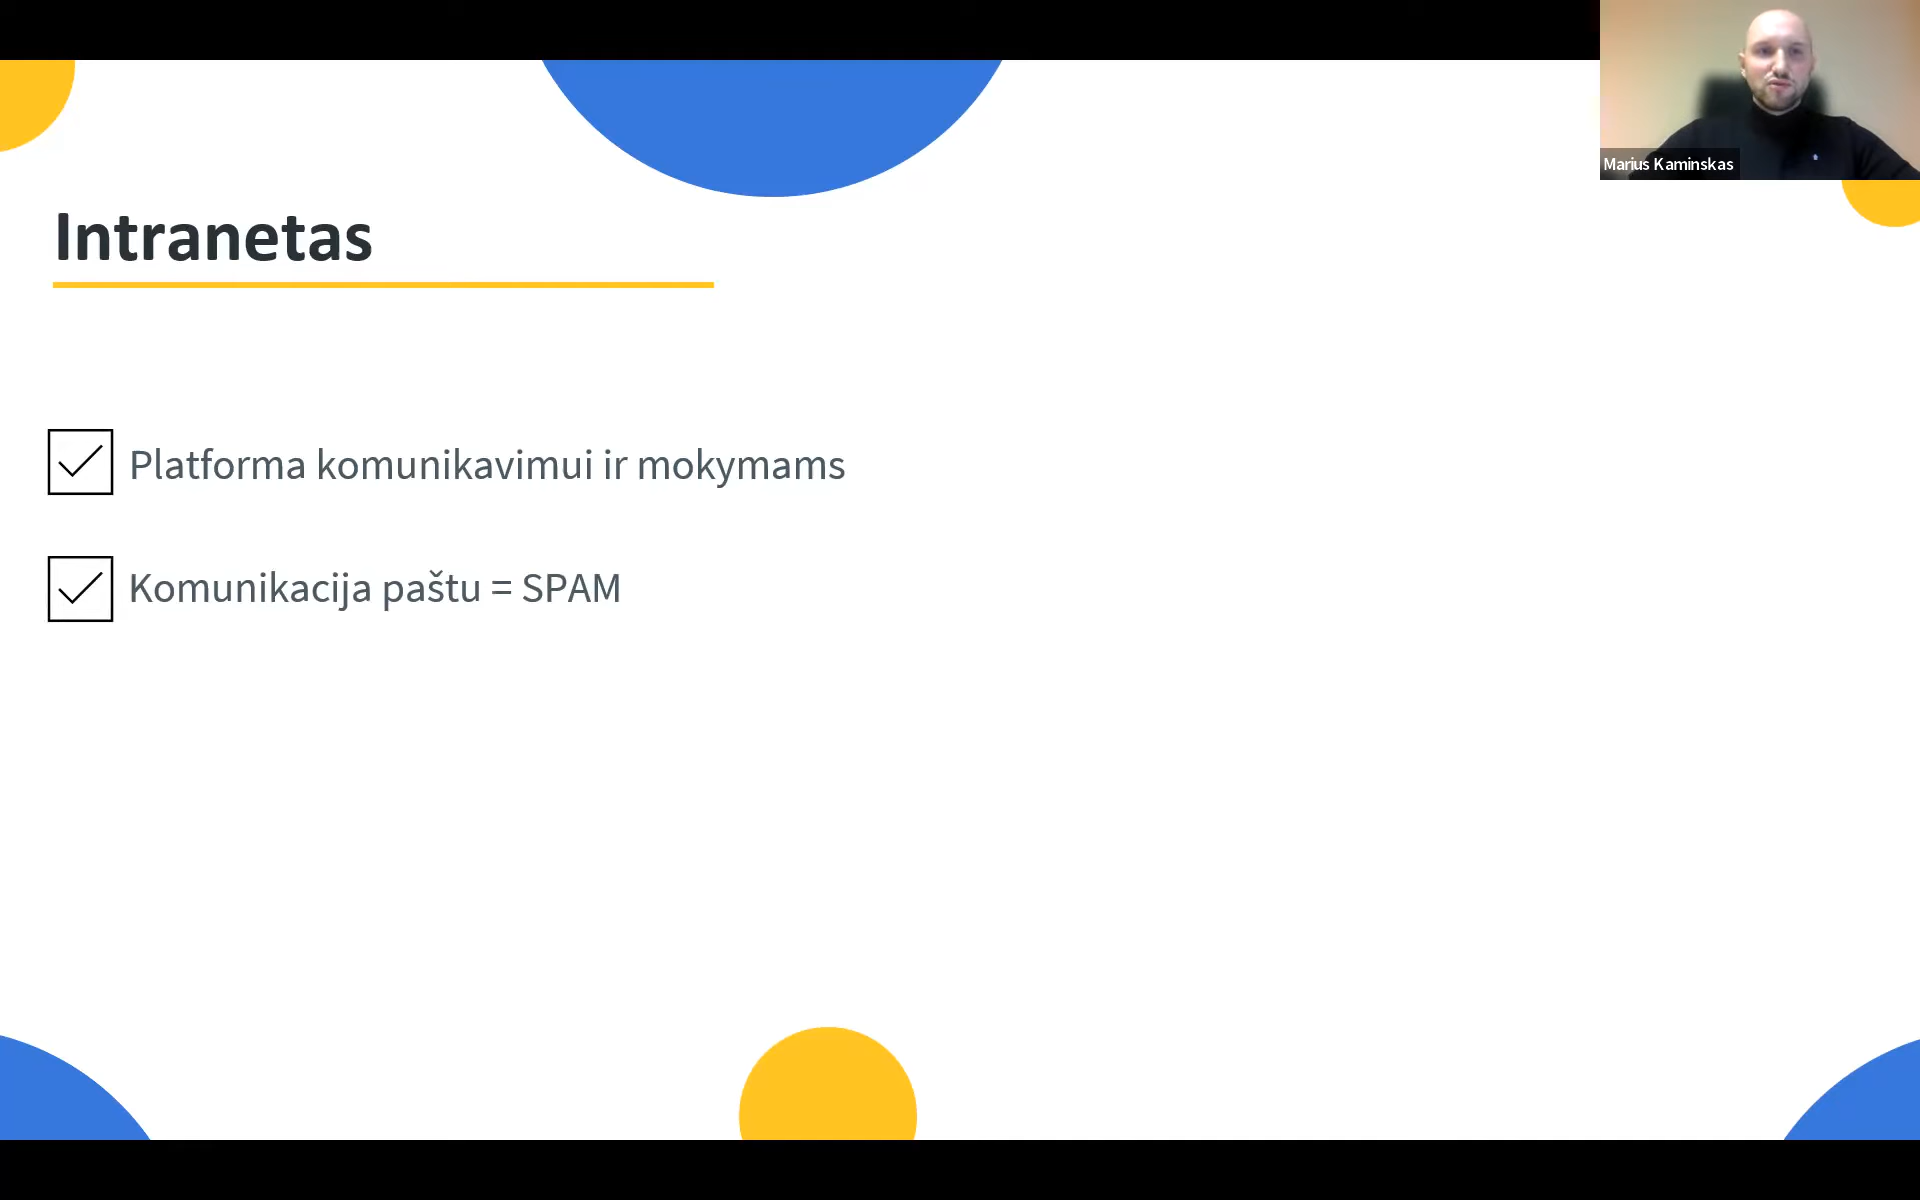 Marius Kaminskas
Intranetas
Platforma komunikavimui ir mokymams
Komunikacija paštu = SPAM